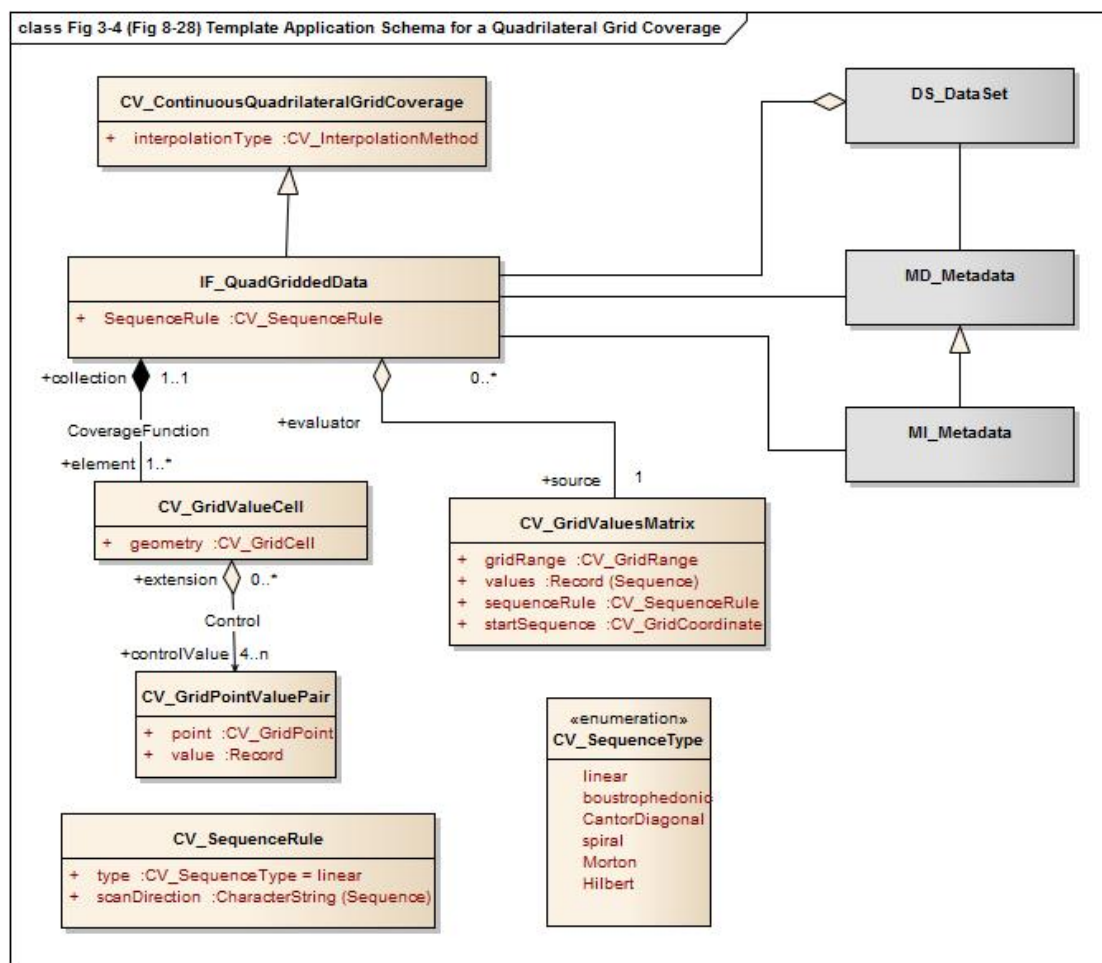 class Fig 3-4 (Fig 8-28) Template Application Schema for a Quadrilateral Grid Coverage
CV_ContinuousQuadrilateralGridCoverage
+ interpolationType :CV_InterpolationMethod
DS_DataSet
IF_QuadGriddedData
+ SequenceRule :CV_SequenceRule
MD_Metadata
+collection 1..1
0..*
+evaluator
CoverageFunction
MI_Metadata
+element 1..*
+source 1
CV_GridValueCell
+ geometry :CV_GridCell
CV_GridValuesMatrix
+ gridRange :CV_GridRange
+ values :Record (Sequence)
+ sequenceRule :CV_SequenceRule
+ startSequence :CV_GridCoordinate
+extension 0..*
Control
+controlValue 4..n
CV_GridPointValuePair
+ point :CV_GridPoint
+ value :Record
«enumeration»
CV_SequenceType
linear
boustrophedonic
CantorDiagonal
spiral
Morton
Hilbert
CV_SequenceRule
+ type :CV_SequenceType = linear
+ scanDirection :CharacterString (Sequence)